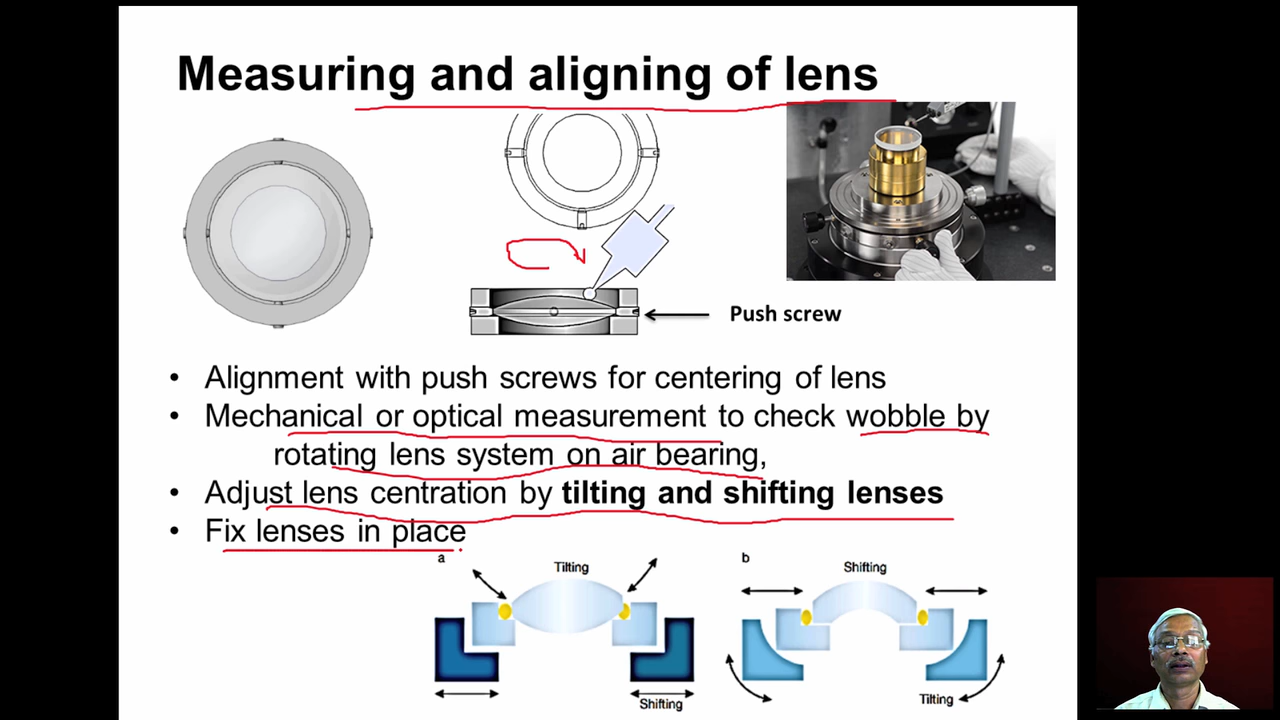 Measuring and aligning of lens
Push screw
• Alignment with push screws for centering of lens
• Mechanical or optical measurement to check wobble by
rotating lens system on air bearing,
• Adjust lens centration by tilting and shifting lenses
• Fix lenses in place
a
Tilting
b
Shifting
Shifting
Tilting